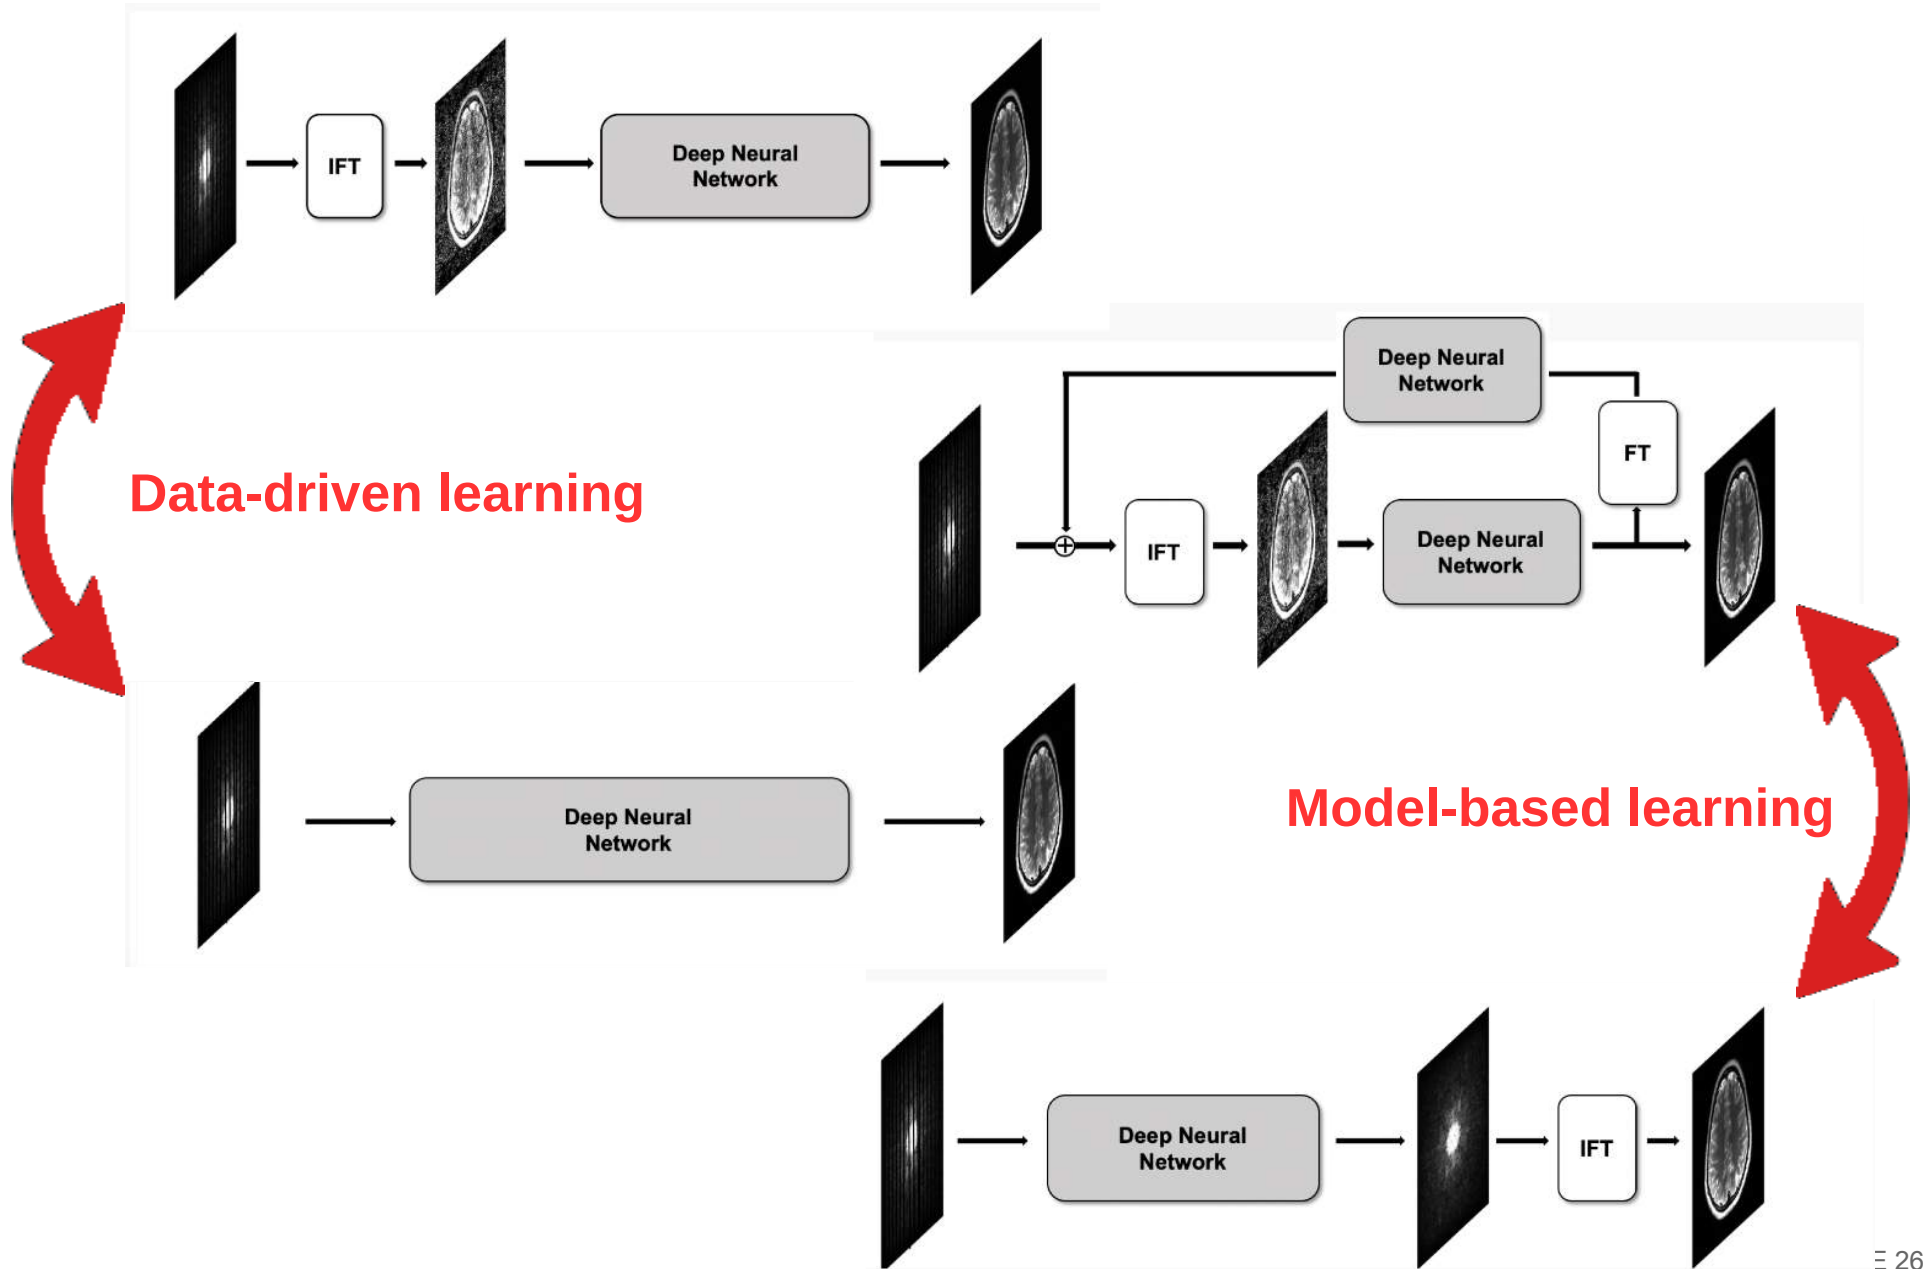 IFT
Deep Neural
Network
Deep Neural
Network
FT
Data-driven learning
IFT
Deep Neural
Network
Deep Neural
Network
Model-based learning
Deep Neural
Network
IFT
26